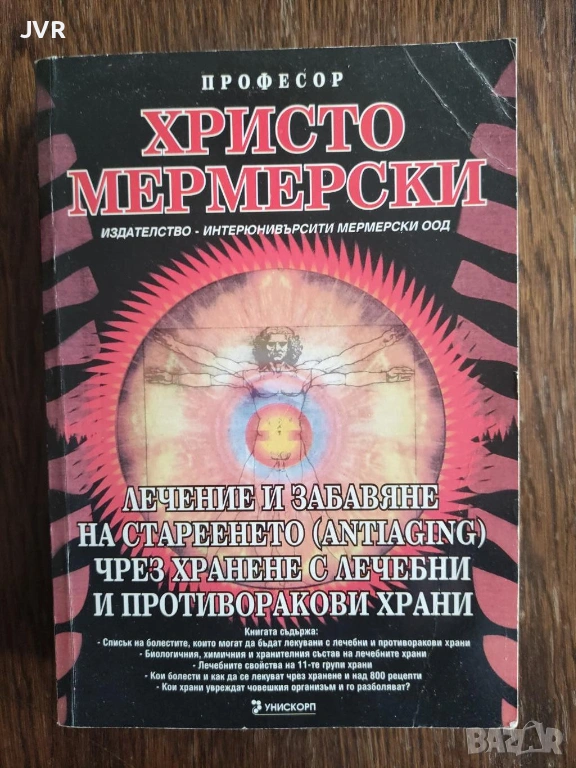 JVR
ПРОФЕСОР
ХРИСТО
МЕРМЕРСКИ
ИЗДАТЕЛСТВО - ИНТЕРЮНИВЪРСИТИ МЕРМЕРСКИ ООД
ЛЕЧЕНИЕ И ЗАБАВЯНЕ
НА СТАРЕЕНЕТО (ANTIAGING)
ЧРЕЗ ХРАНЕНЕ С ЛЕЧЕБНИ
И ПРОТИВОРАКОВИ ХРАНИ
Книгата съдържа:
- Списък на болестите, които могат да бъдат лекувани с лечебни и противоракови храни
- Биологичния, химичния и хранителния състав на лечебните храни
- Лечебните свойства на 11-те групи храни
- Кои болести и как се лекуват чрез хранене и над 800 рецепти
- Кои храни увреждат човешкия организъм и го разболяват?
УНИСКОРП
BAZAR